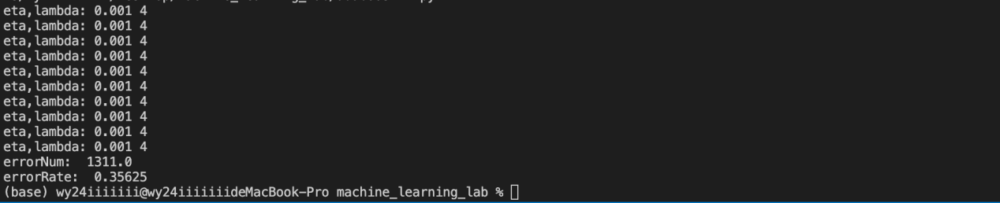 eta,lambda: 0.001 4
eta,lambda: 0.001 4
eta,lambda: 0.001 4
eta,lambda: 0.001 4
eta,lambda: 0.001 4
eta,lambda: 0.001 4
eta,lambda: 0.001 4
eta,lambda: 0.001 4
eta,lambda: 0.001 4
eta,lambda: 0.001 4
errorNum:  1311.0
errorRate:  0.35625
(base) wy24iiiiiii@wy24iiiiiiideMacBook-Pro machine_learning_lab %